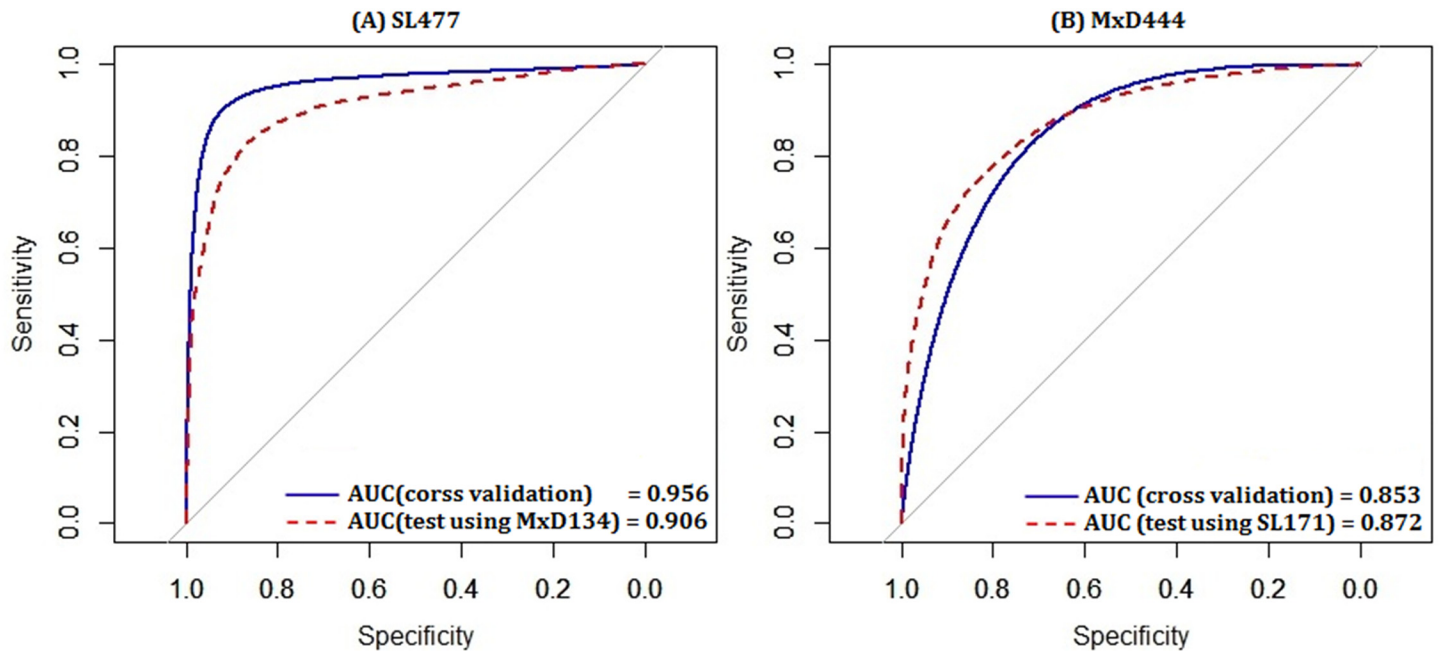 (A) SL477
1.0
0.8
0.6
0.4
0.2
0.0
Sensitivity
AUC(corss validation) = 0.956
AUC(test using MxD134) = 0.906
1.0 0.8 0.6 0.4 0.2 0.0
Specificity
(B) MxD444
1.0
0.8
0.6
0.4
0.2
0.0
Sensitivity
AUC (cross validation) = 0.853
AUC (test using SL171) = 0.872
1.0 0.8 0.6 0.4 0.2 0.0
Specificity